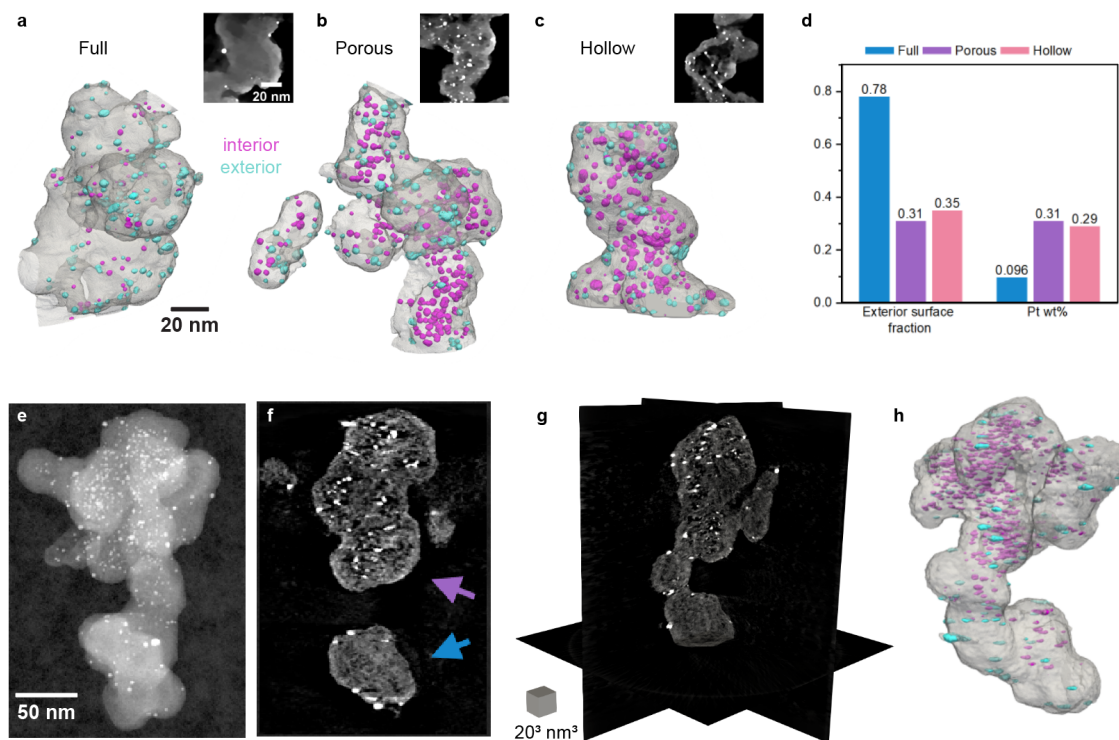 a
Full
20 nm
b
Porous
c
Hollow
d
Full Porous Hollow
interior
exterior
20 nm
0.8
0.6
0.4
0.2
0.0
0.78
0.31
0.35
0.096
0.31
0.29
Exterior surface
fraction
Pt wt%
e
50 nm
f
g
20³ nm³
h